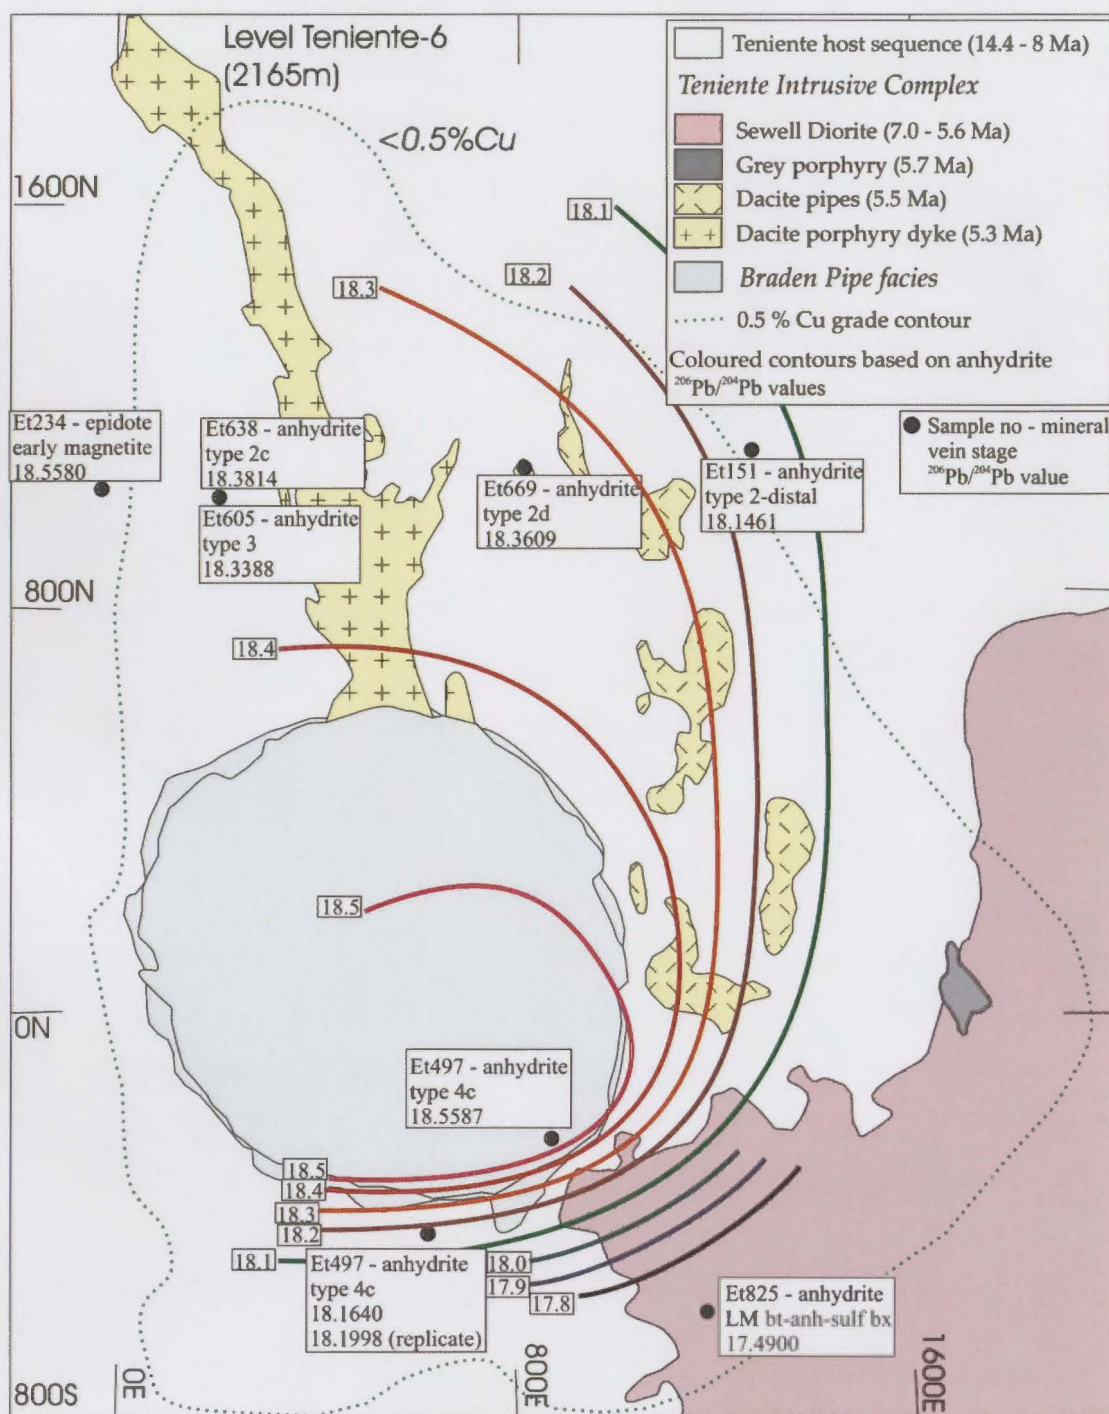 Level Teniente-6
(2165m)
<0.5%Cu
Teniente host sequence (14.4 - 8 Ma)
Teniente Intrusive Complex
Sewell Diorite (7.0 - 5.6 Ma)
Grey porphyry (5.7 Ma)
Dacite pipes (5.5 Ma)
Dacite porphyry dyke (5.3 Ma)
Braden Pipe facies
0.5 % Cu grade contour
Coloured contours based on anhydrite
²⁰⁶Pb/²⁰⁴Pb values
Sample no - mineral
vein stage
²⁰⁶Pb/²⁰⁴Pb value
1600N
18.1
18.2
18.3
Et234 - epidote
early magnetite
18.5580
Et638 - anhydrite
type 2c
18.3814
Et669 - anhydrite
type 2d
18.3609
Et151 - anhydrite
type 2-distal
18.1461
Et605 - anhydrite
type 3
18.3388
800N
18.4
18.5
0N
Et497 - anhydrite
type 4c
18.5587
18.5
18.4
18.3
18.2
18.1
Et497 - anhydrite
type 4c
18.1640
18.1998 (replicate)
18.0
17.9
17.8
Et825 - anhydrite
LM bt-anh-sulf bx
17.4900
800S
0E
800E
1600E